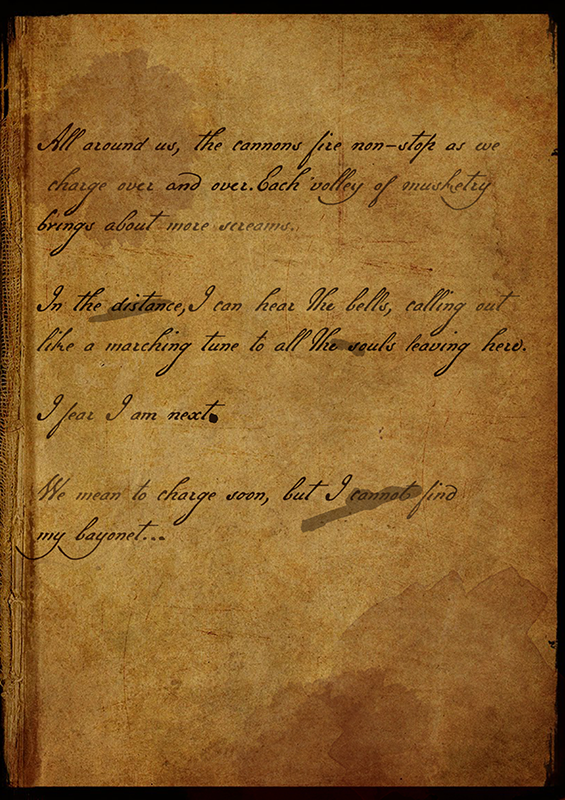 All around us, the cannons fire non-stop as we
charge over and over. Each volley of musketry
brings about more screams.
In the distance, I can hear the bells, calling out
like a marching tune to all the souls leaving here.
I fear I am next.
We mean to charge soon, but I cannot find
my bayonet...